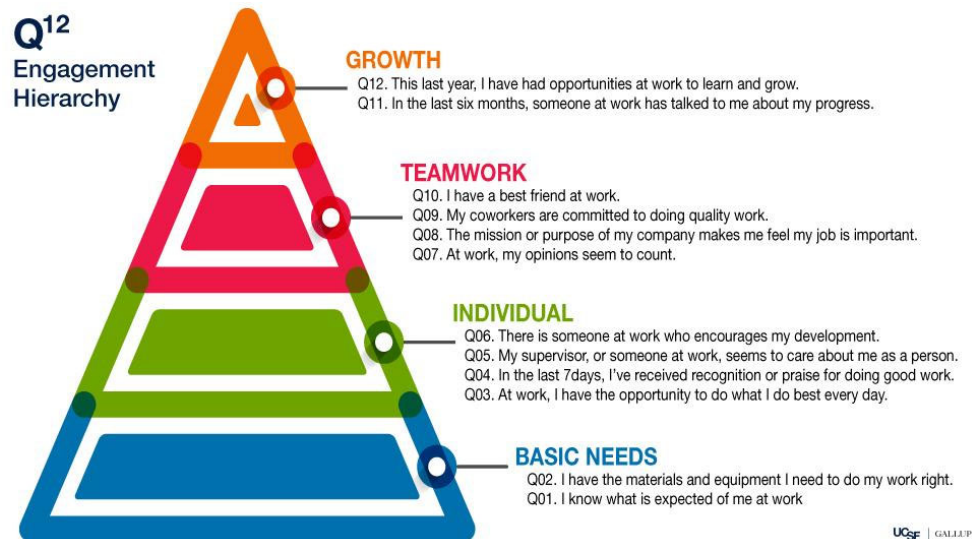 Q12
Engagement
Hierarchy
GROWTH
Q12. This last year, I have had opportunities at work to learn and grow.
Q11. In the last six months, someone at work has talked to me about my progress.
TEAMWORK
Q10. I have a best friend at work.
Q09. My coworkers are committed to doing quality work.
Q08. The mission or purpose of my company makes me feel my job is important.
Q07. At work, my opinions seem to count.
INDIVIDUAL
Q06. There is someone at work who encourages my development.
Q05. My supervisor, or someone at work, seems to care about me as a person.
Q04. In the last 7days, I've received recognition or praise for doing good work.
Q03. At work, I have the opportunity to do what I do best every day.
BASIC NEEDS
Q02. I have the materials and equipment I need to do my work right.
Q01. I know what is expected of me at work
UCSF | GALLUP